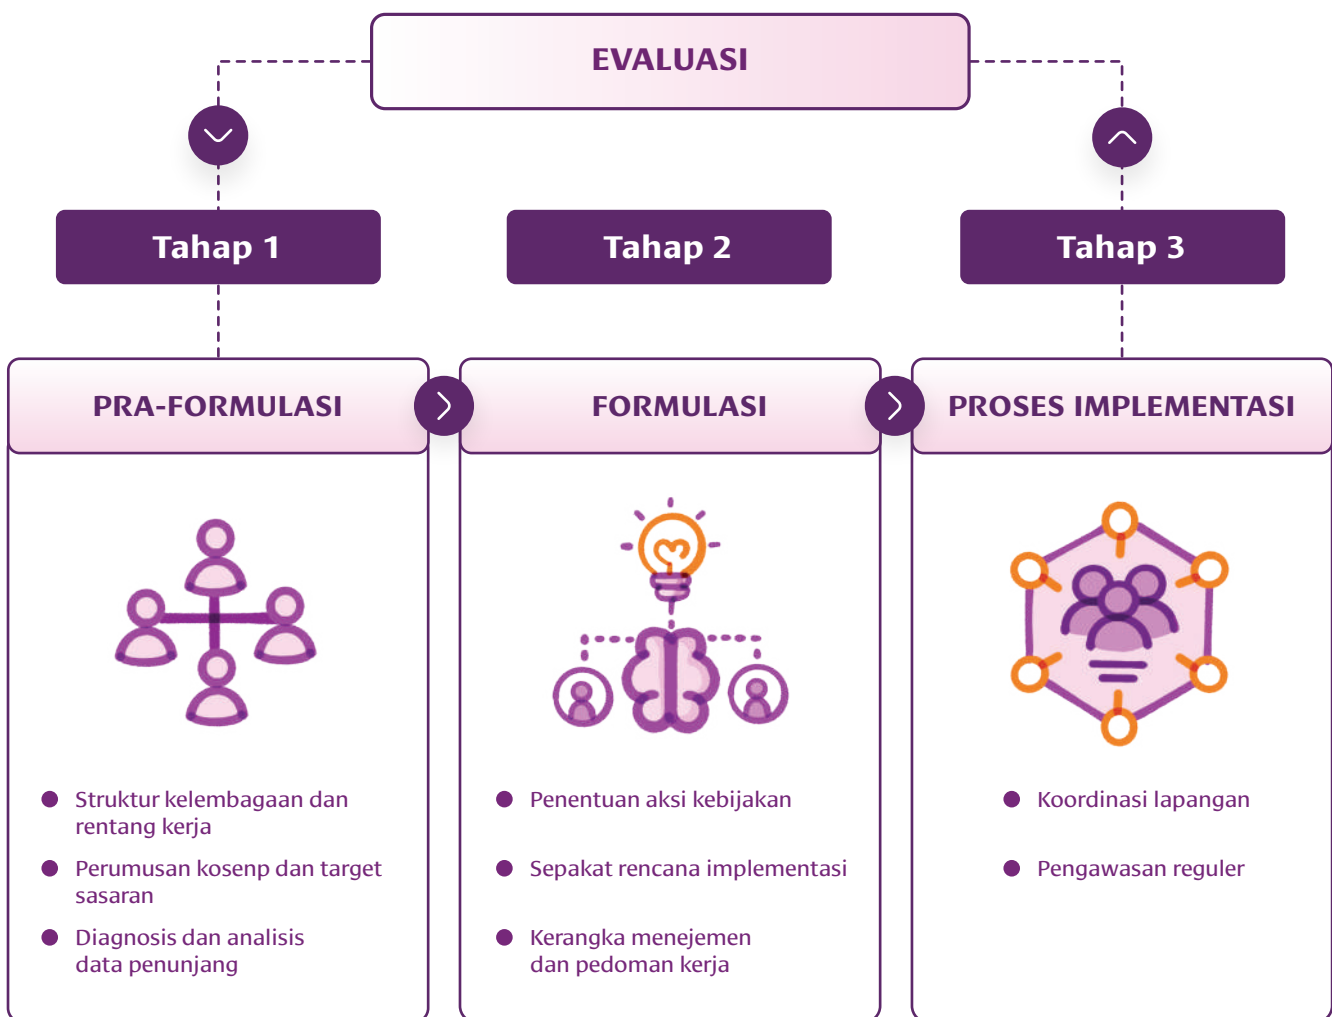 EVALUASI
Tahap 1
Tahap 2
Tahap 3
PRA-FORMULASI
FORMULASI
PROSES IMPLEMENTASI
Struktur kelembagaan dan
rentang kerja
Perumusan kosenp dan target
sasaran
Diagnosis dan analisis
data penunjang
Penentuan aksi kebijakan
Sepakat rencana implementasi
Kerangka menejemen
dan pedoman kerja
Koordinasi lapangan
Pengawasan reguler